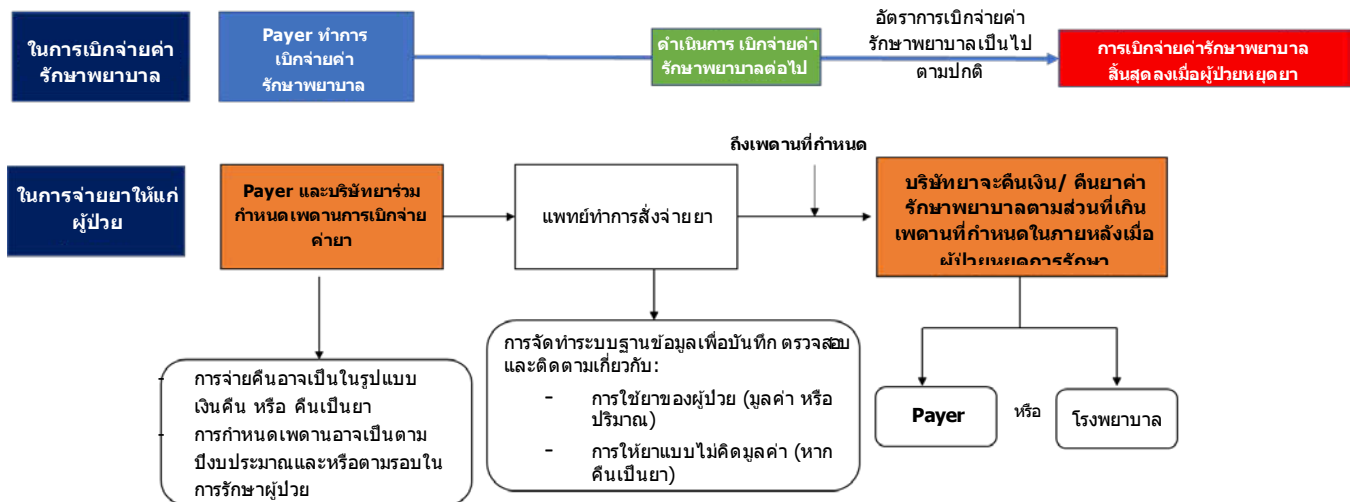 ในการเบิกจ่ายค่า
รักษาพยาบาล
Payer ทำการ
เบิกจ่ายค่า
รักษาพยาบาล
ดำเนินการ เบิกจ่ายค่า
รักษาพยาบาลต่อไป
อัตราการเบิกจ่ายค่า
รักษาพยาบาลเป็นไป
ตามปกติ
การเบิกจ่ายค่ารักษาพยาบาล
สิ้นสุดลงเมื่อผู้ป่วยหยุดยา
ในการจ่ายยาให้แก่
ผู้ป่วย
Payer และบริษัทยาร่วม
กำหนดเพดานการเบิกจ่าย
ค่ายา
แพทย์ทำการสั่งจ่ายยา
ถึงเพดานที่กำหนด
บริษัทยาจะคืนเงิน/ คืนยาค่า
รักษาพยาบาลตามส่วนที่เกิน
เพดานที่กำหนดในภายหลังเมื่อ
ผู้ป่วยหยุดการรักษา
- การจ่ายคืนอาจเป็นในรูปแบบ
เงินคืน หรือ คืนเป็นยา
- การกำหนดเพดานอาจเป็นตาม
ปีงบประมาณและหรือตามรอบใน
การรักษาผู้ป่วย
การจัดทำระบบฐานข้อมูลเพื่อบันทึก ตรวจสอบ
และติดตามเกี่ยวกับ:
- การใช้ยาของผู้ป่วย (มูลค่า หรือ
ปริมาณ)
- การให้ยาแบบไม่คิดมูลค่า (หาก
คืนเป็นยา)
Payer
หรือ
โรงพยาบาล